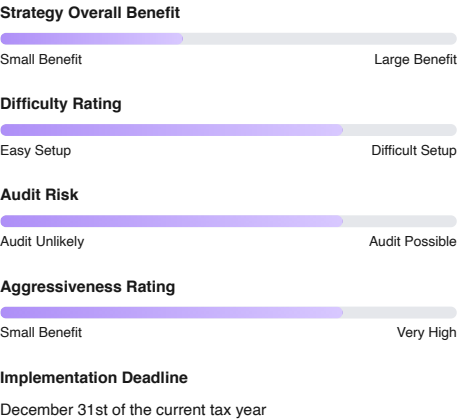 Strategy Overall Benefit
Small Benefit Large Benefit
Difficulty Rating
Easy Setup Difficult Setup
Audit Risk
Audit Unlikely Audit Possible
Aggressiveness Rating
Small Benefit Very High
Implementation Deadline
December 31st of the current tax year